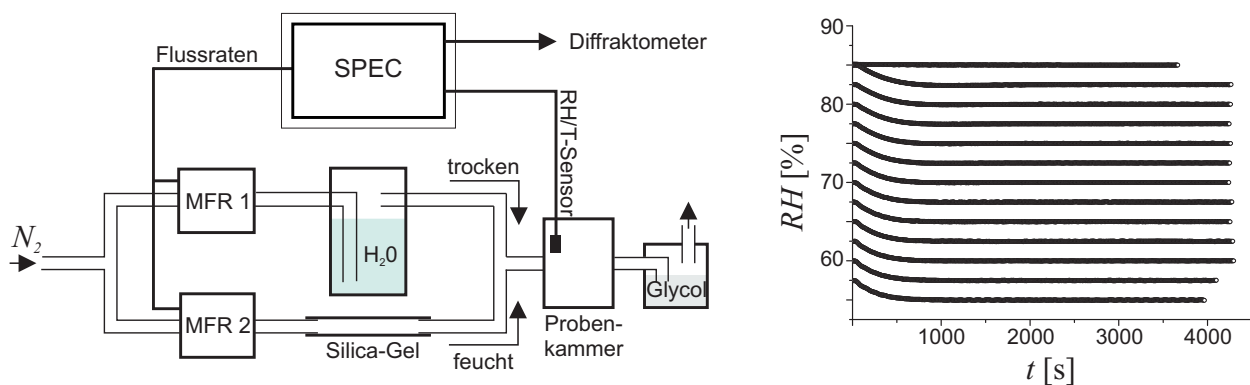 Flussraten
SPEC
Diffraktometer
RH/T-Sensor
trocken
MFR 1
H₂0
N₂
MFR 2
Silica-Gel
feucht
Proben-
kammer
Glycol
RH [%]
80
70
60
1000
2000
3000
4000
t [s]